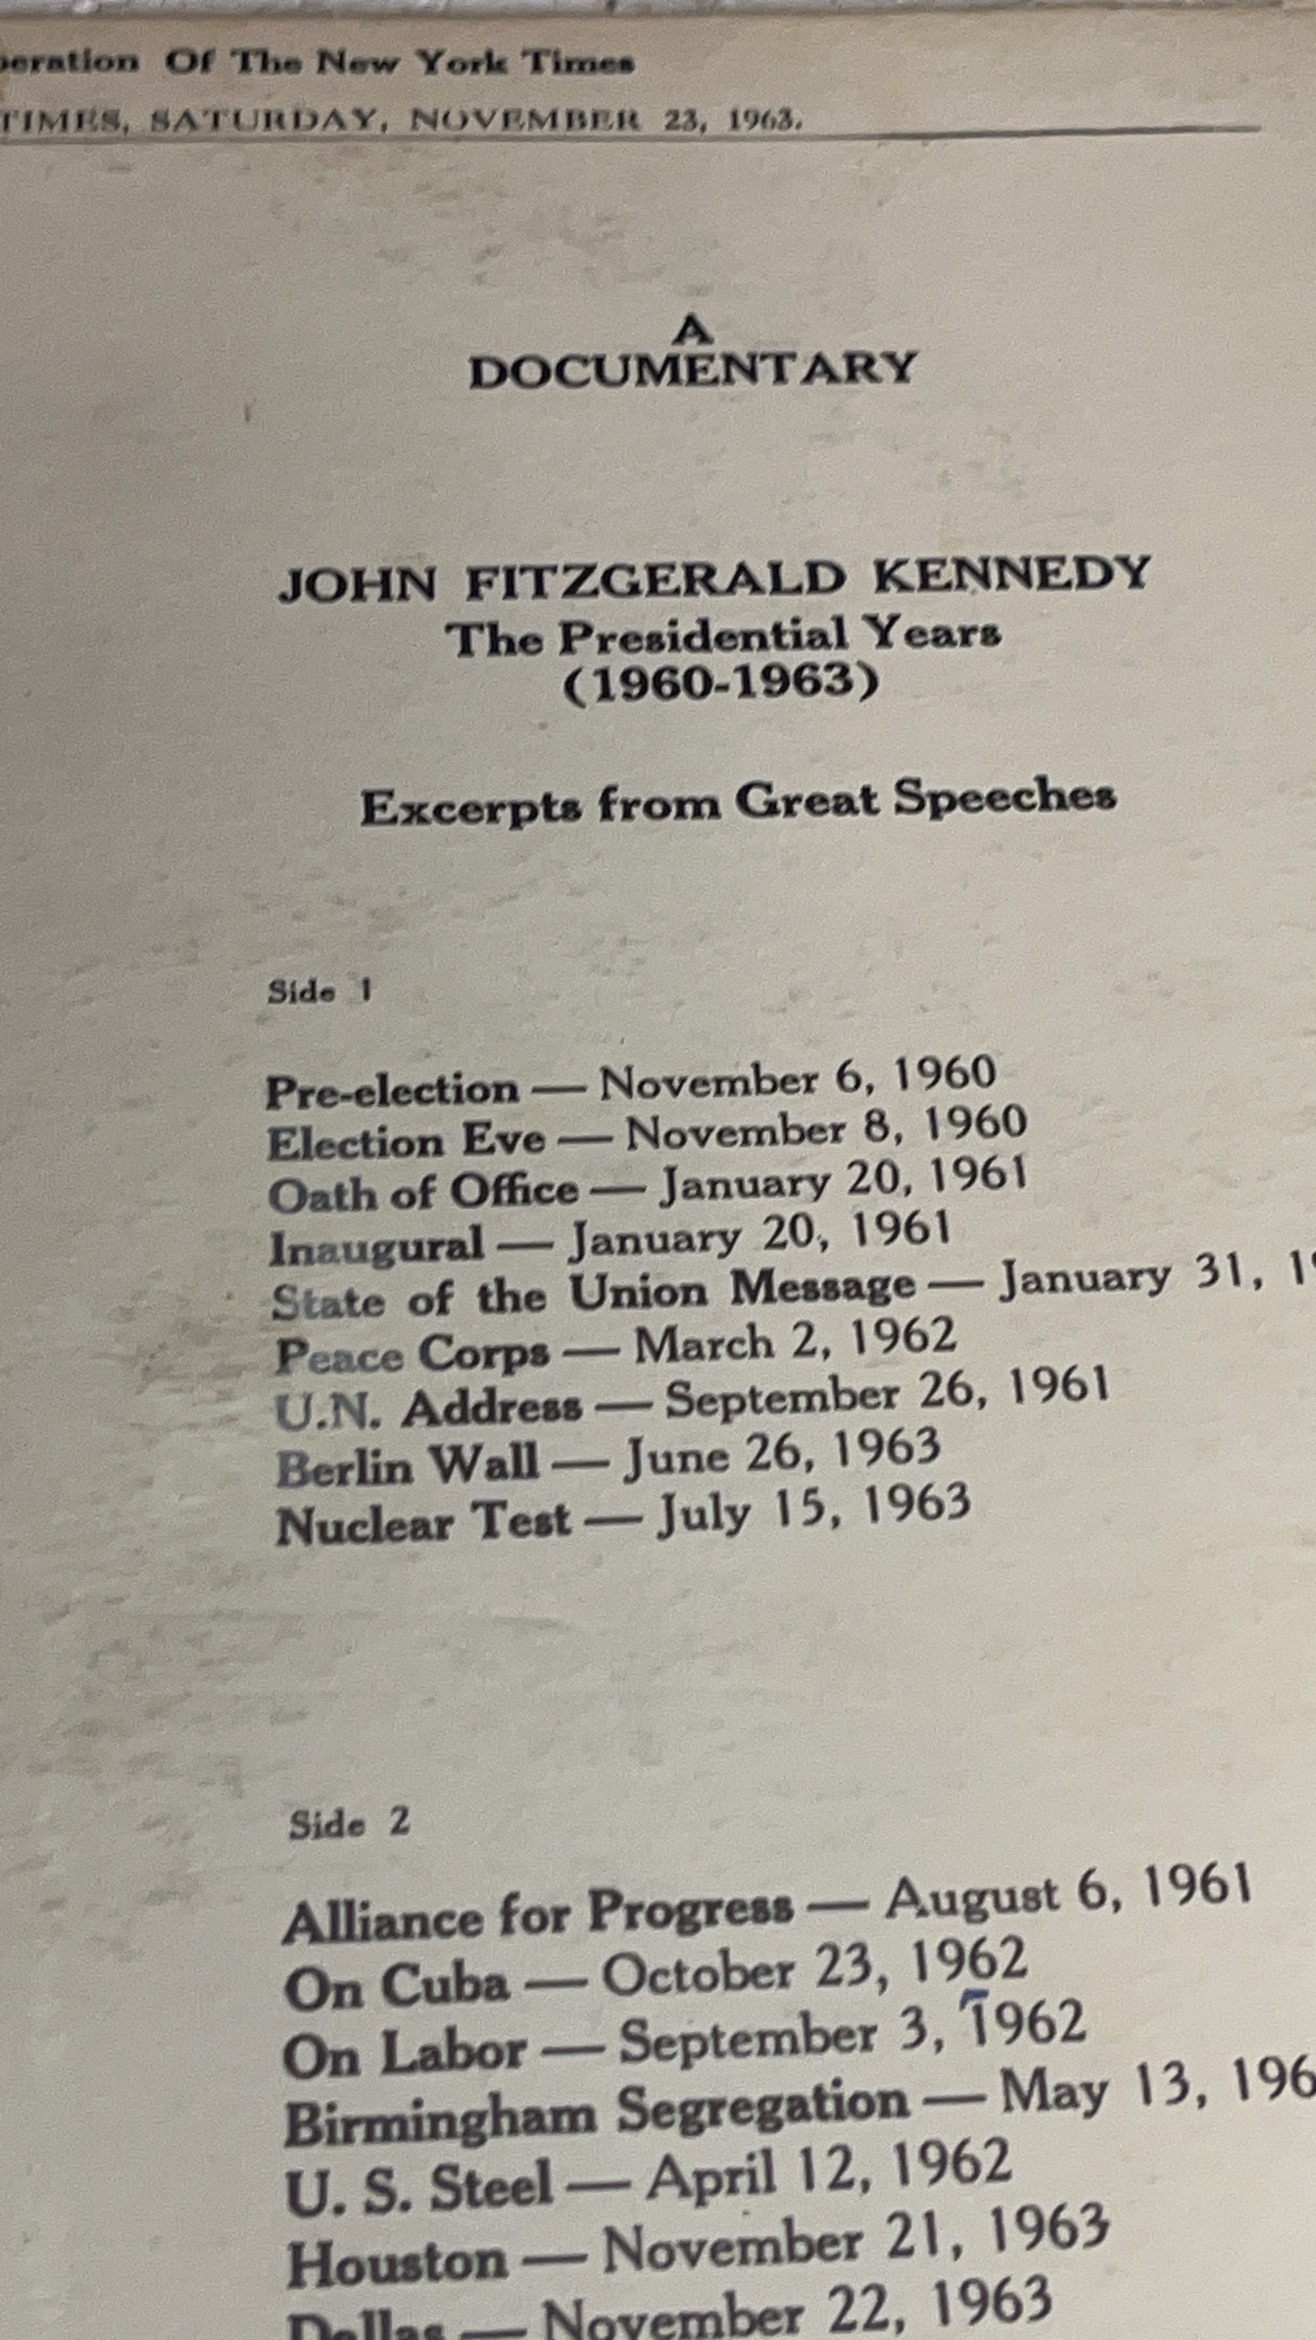 Of The New York Times
TIMES, SATURDAY, NOVEMBER 23, 1963.
A
DOCUMENTARY
JOHN FITZGERALD KENNEDY
The Presidential Years
(1960-1963)
Excerpts from Great Speeches
Side 1
Pre-election — November 6, 1960
Election Eve — November 8, 1960
Oath of Office — January 20, 1961
Inaugural — January 20, 1961
State of the Union Message — January 31,
Peace Corps — March 2, 1962
U.N. Address — September 26, 1961
Berlin Wall — June 26, 1963
Nuclear Test — July 15, 1963
Side 2
Alliance for Progress — August 6, 1961
On Cuba — October 23, 1962
On Labor — September 3, 1962
Birmingham Segregation — May 13,
U. S. Steel — April 12, 1962
Houston — November 21, 1963
Dallas — November 22, 1963